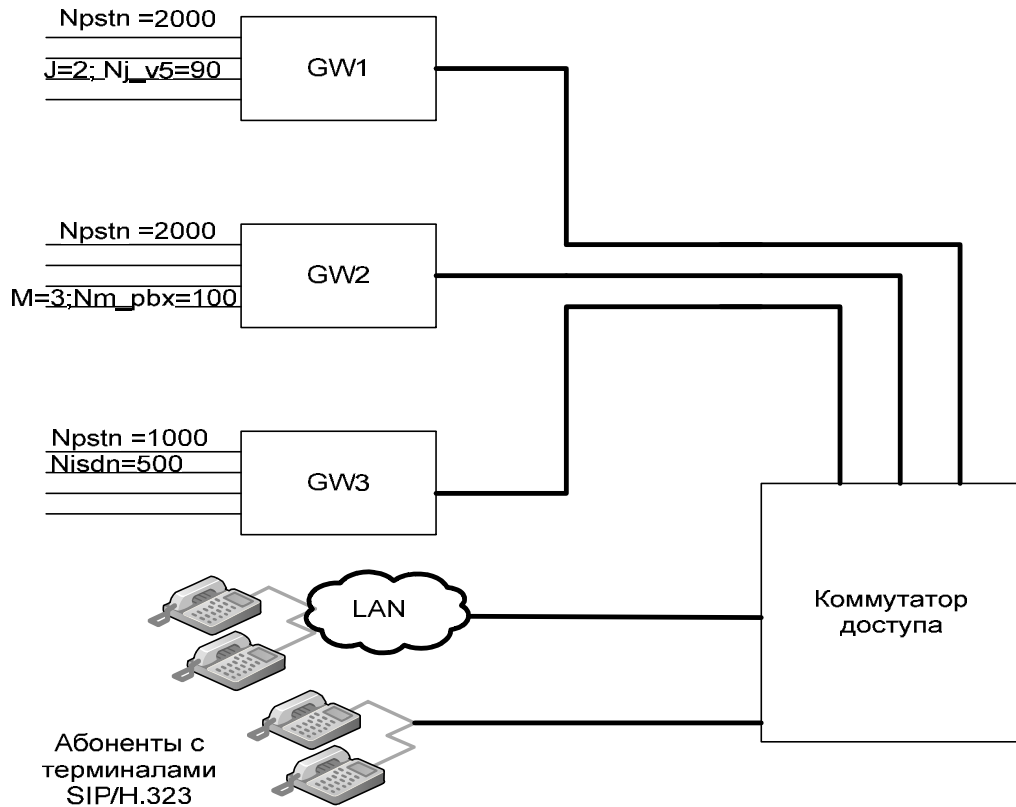 Npstn =2000
J=2; Nj_v5=90
GW1
Npstn =2000
M=3;Nm_pbx=100
GW2
Npstn =1000
Nisdn=500
GW3
LAN
Коммутатор
доступа
Абоненты с
терминалами
SIP/H.323